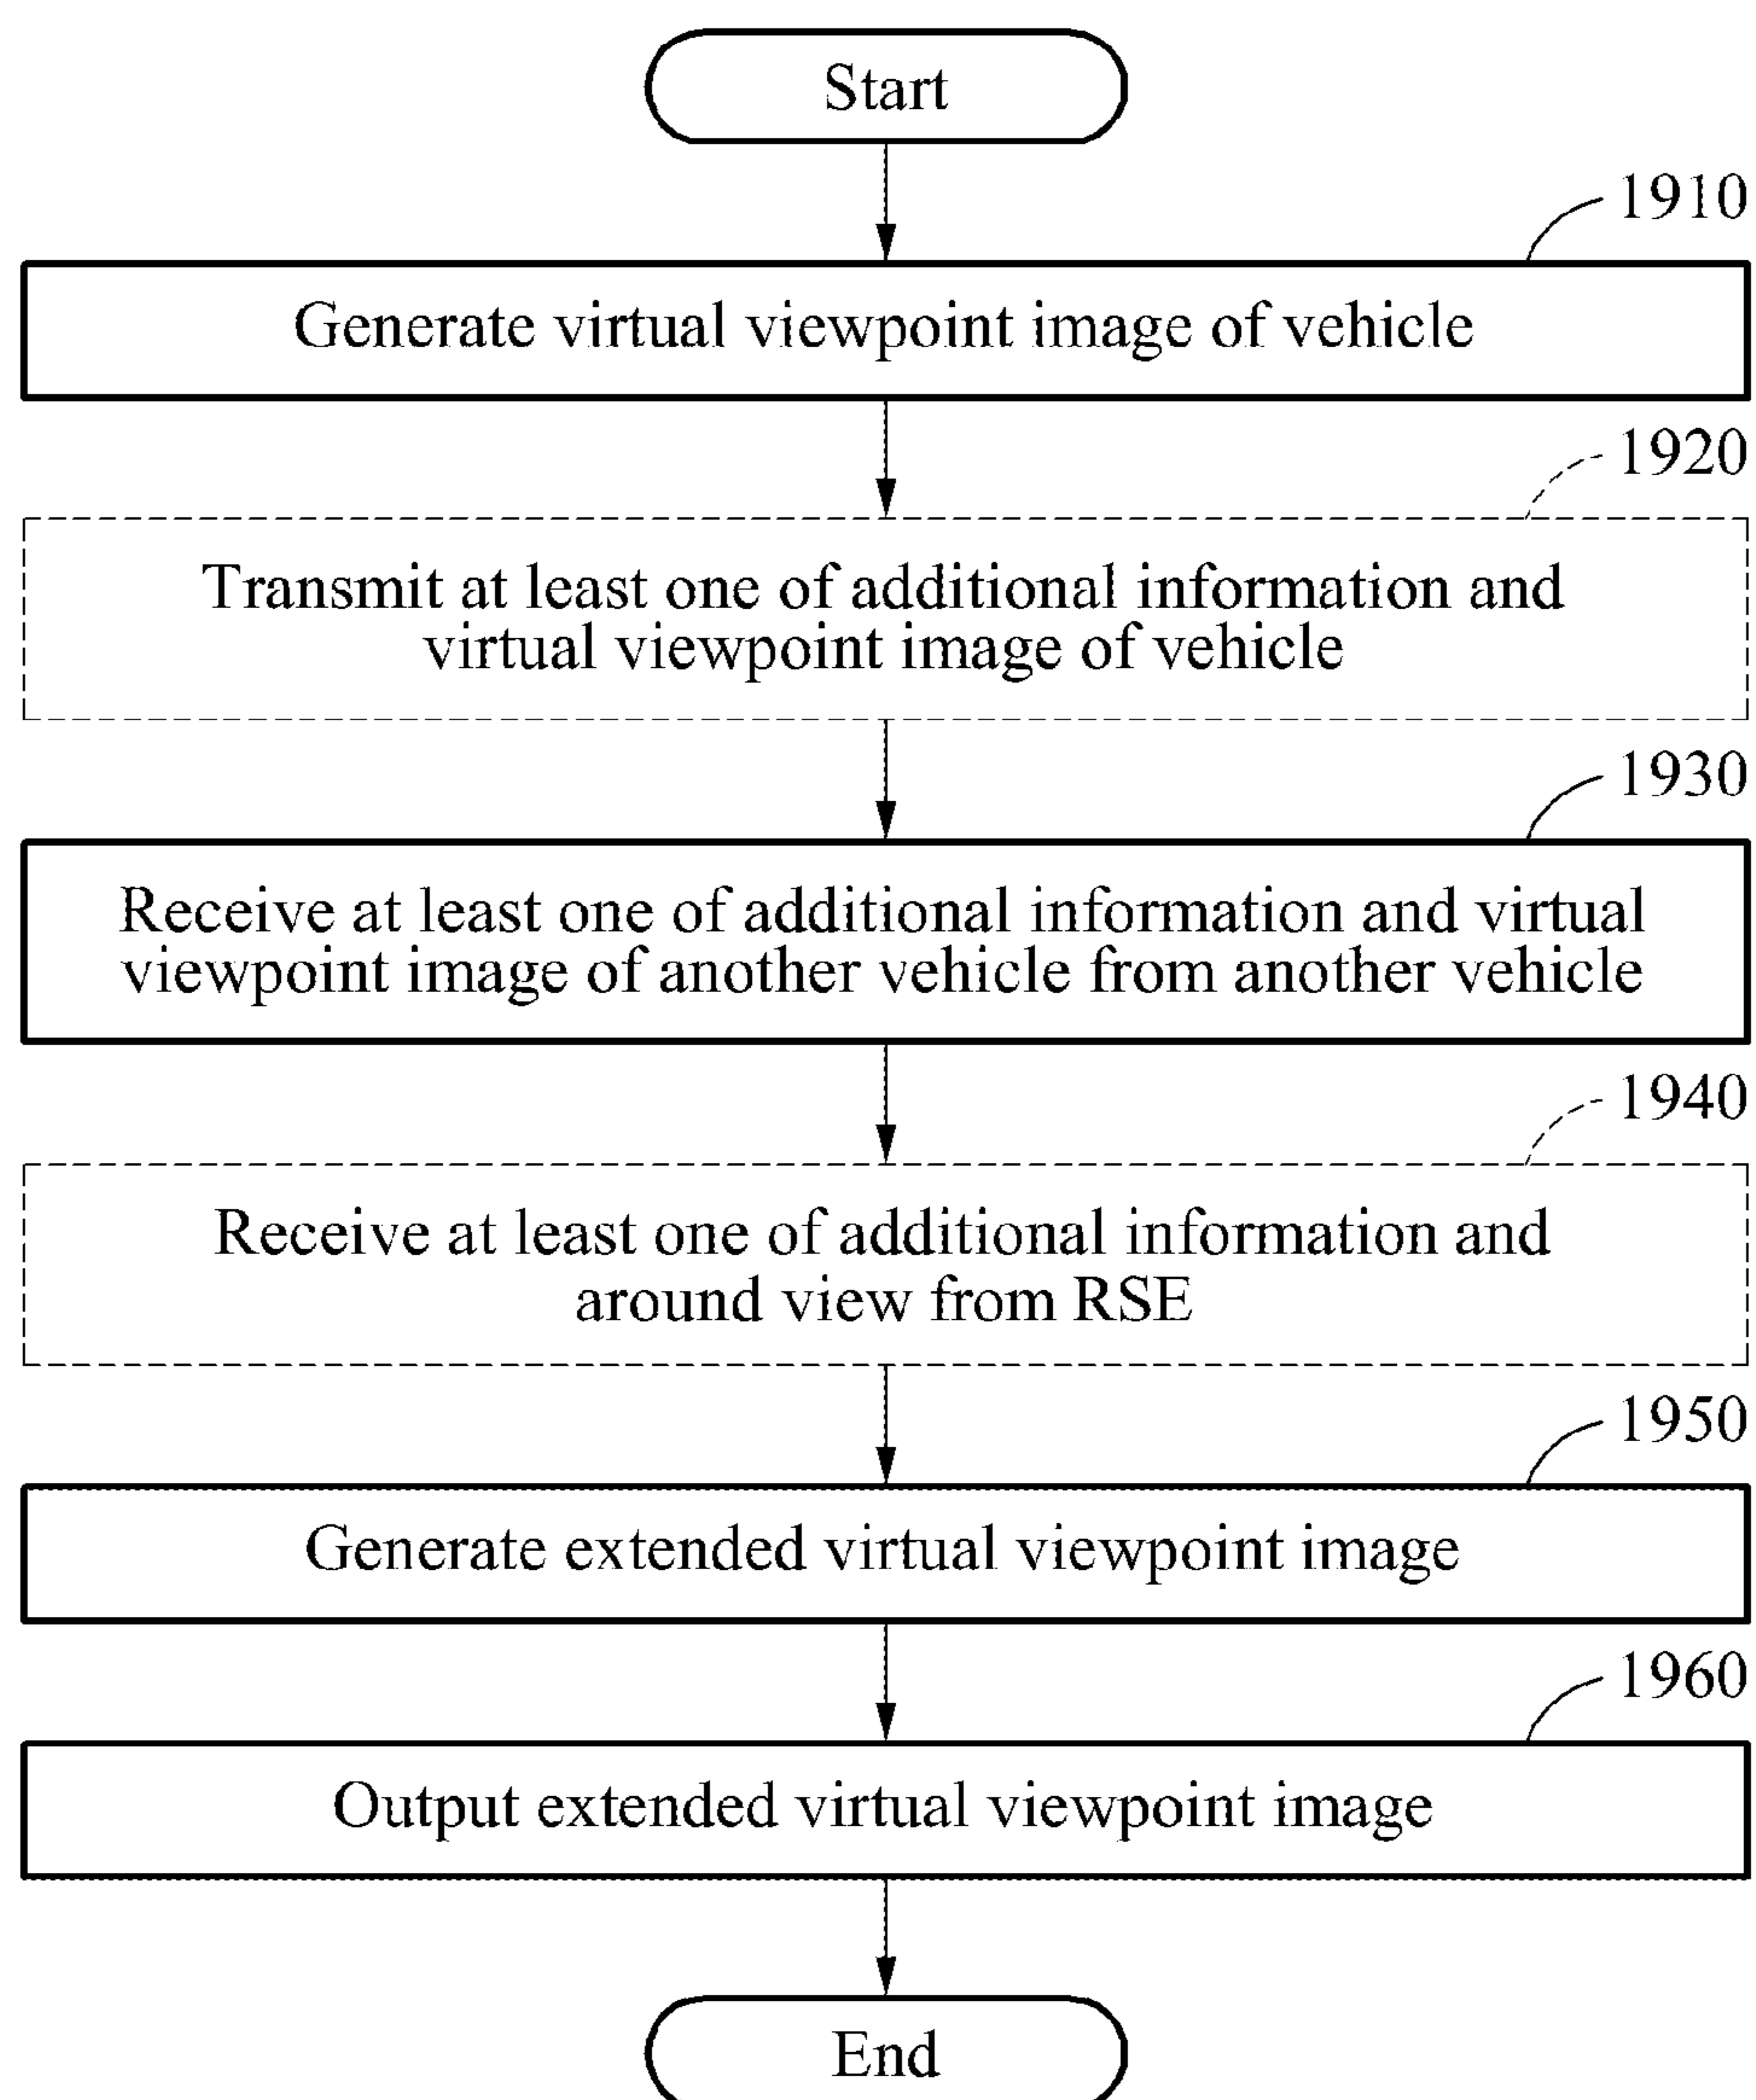 Start
1910
Generate virtual viewpoint image of vehicle
1920
Transmit at least one of additional information and
virtual viewpoint image of vehicle
1930
Receive at least one of additional information and virtual
viewpoint image of another vehicle from another vehicle
1940
Receive at least one of additional information and
around view from RSE
1950
Generate extended virtual viewpoint image
1960
Output extended virtual viewpoint image
End